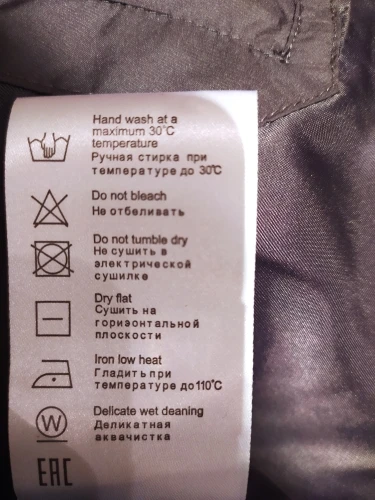 Hand wash at a
maximum 30°C
temperature
Ручная стирка при
температуре до 30°C
Do not bleach
Не отбеливать
Do not tumble dry
Не сушить в
электрической
сушилке
Dry flat
Сушить на
горизонтальной
плоскости
Iron low heat
Гладить при
температуре до 110°C
W
Delicate wet cleaning
Деликатная
аквачистка
EAC